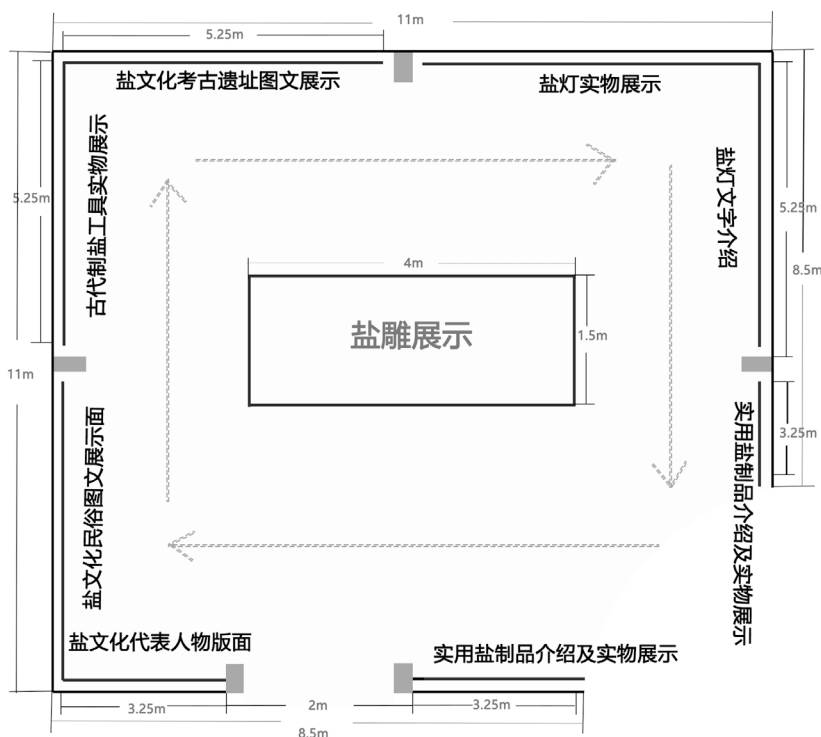 11m
5.25m
盐文化考古遗址图文展示
盐灯实物展示
古代制盐工具实物展示
盐灯文字介绍
5.25m
5.25m
8.5m
4m
盐雕展示
1.5m
11m
盐文化民俗图文展示面
实用盐制品介绍及实物展示
3.25m
盐文化代表人物版面
实用盐制品介绍及实物展示
3.25m
2m
3.25m
8.5m